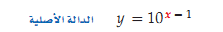 الدالة الأصلية y = 10^{x − 1}